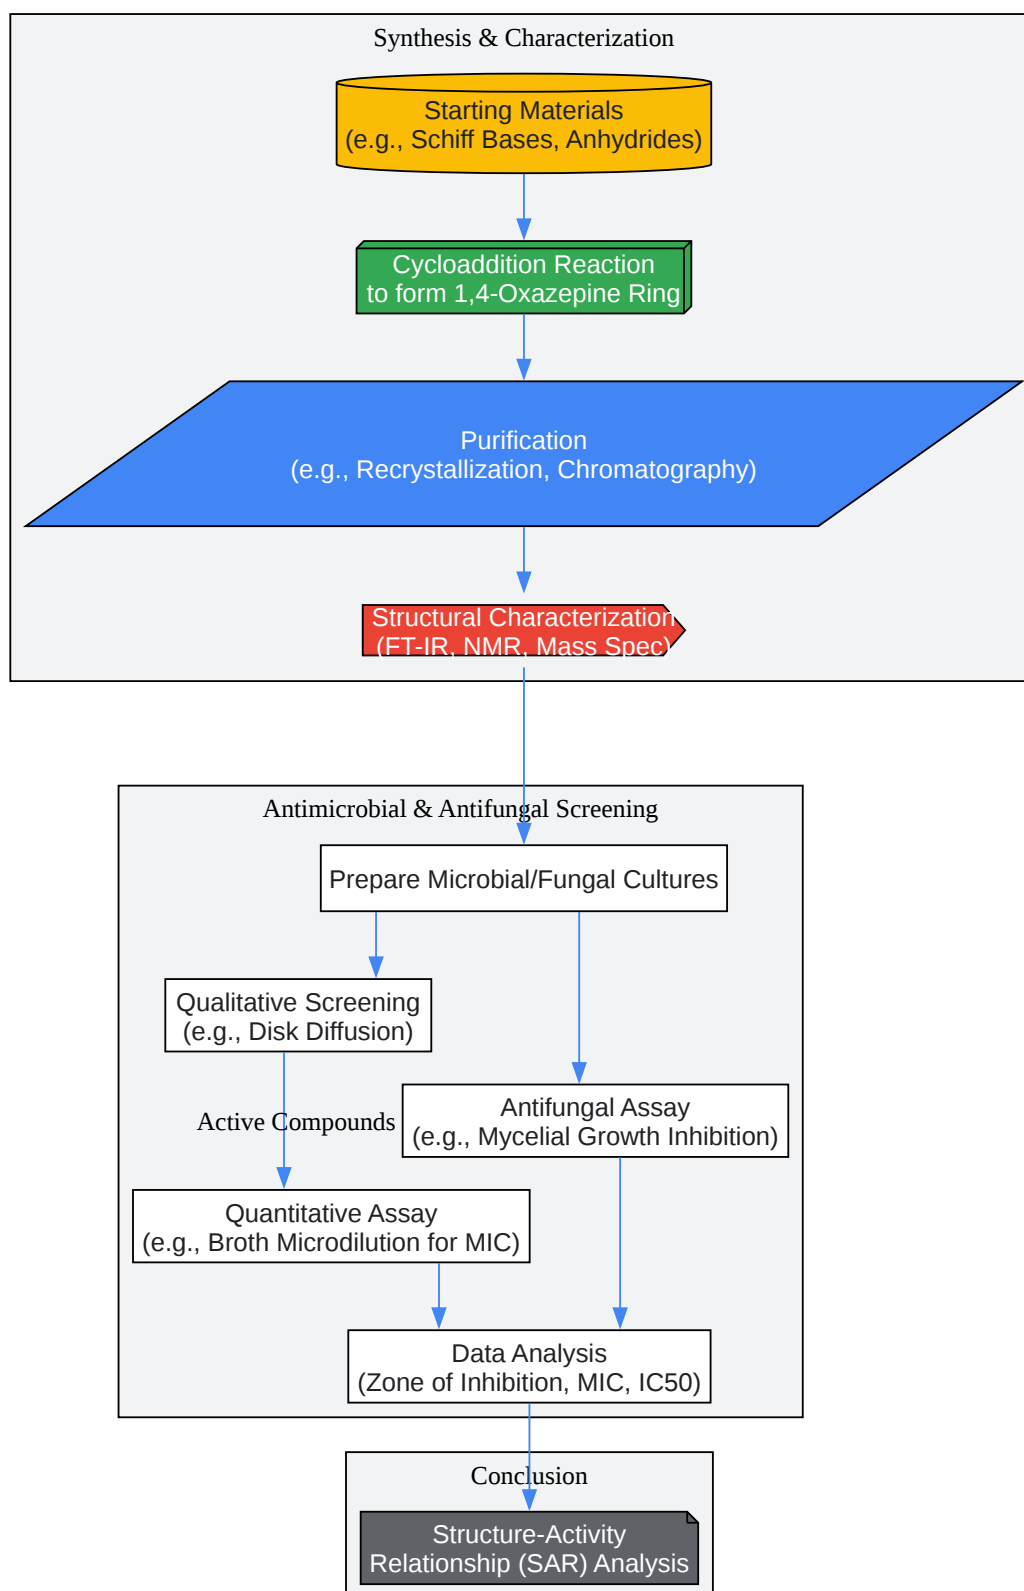 Synthesis & Characterization
Starting Materials
(e.g., Schiff Bases, Anhydrides)
Cycloaddition Reaction
to form 1,4-Oxazepine Ring
Purification
(e.g., Recrystallization, Chromatography)
Structural Characterization
(FT-IR, NMR, Mass Spec)
Antimicrobial & Antifungal Screening
Prepare Microbial/Fungal Cultures
Qualitative Screening
(e.g., Disk Diffusion)
Active Compounds
Antifungal Assay
(e.g., Mycelial Growth Inhibition)
Quantitative Assay
(e.g., Broth Microdilution for MIC)
Data Analysis
(Zone of Inhibition, MIC, IC50)
Conclusion
Structure-Activity
Relationship (SAR) Analysis